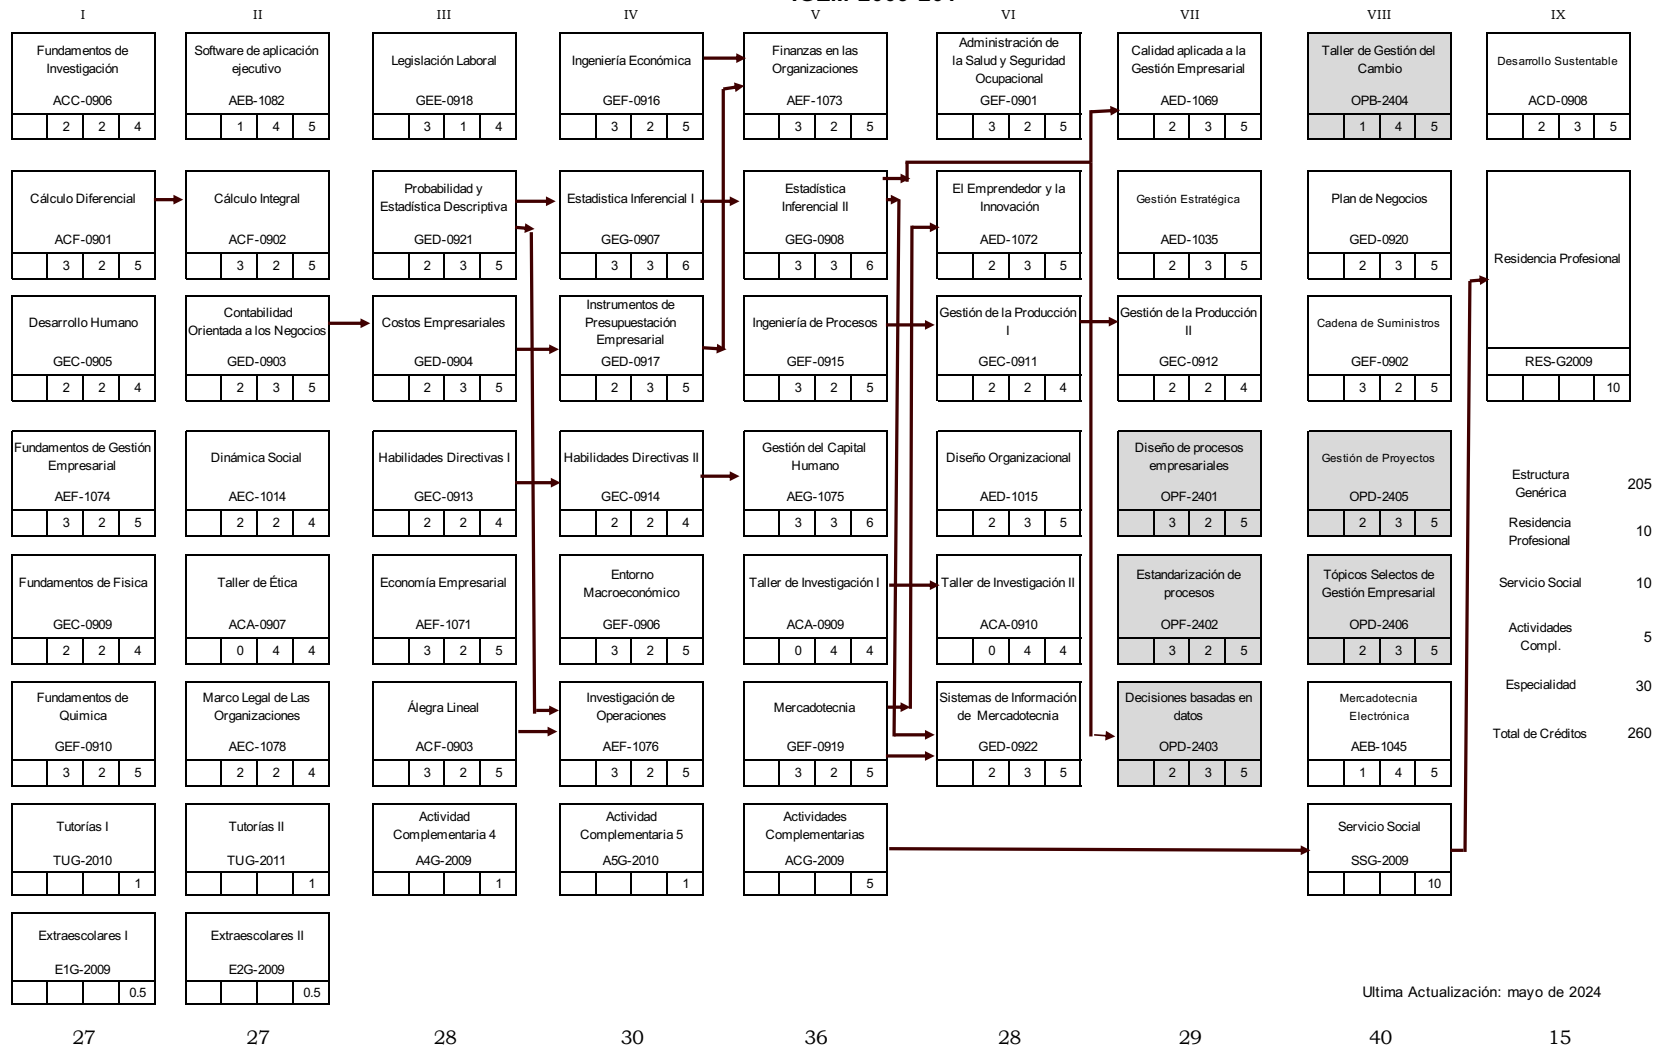 I
II
III
IV
V
VI
VII
VIII
IX
Fundamentos de
Investigación
ACC-0906
2 2 4
Software de aplicación
ejecutivo
AEB-1082
1 4 5
Legislación Laboral
GEE-0918
3 1 4
Ingeniería Económica
GEF-0916
3 2 5
Finanzas en las
Organizaciones
AEF-1073
3 2 5
Administración de
la Salud y Seguridad
Ocupacional
GEF-0901
3 2 5
Calidad aplicada a la
Gestión Empresarial
AED-1069
2 3 5
Taller de Gestión del
Cambio
OPB-2404
1 4 5
Desarrollo Sustentable
ACD-0908
2 3 5
Cálculo Diferencial
ACF-0901
3 2 5
Cálculo Integral
ACF-0902
3 2 5
Probabilidad y
Estadística Descriptiva
GED-0921
2 3 5
Estadistica Inferencial I
GEG-0907
3 3 6
Estadística
Inferencial II
GEG-0908
3 3 6
El Emprendedor y la
Innovación
AED-1072
2 3 5
Gestión Estratégica
AED-1035
2 3 5
Plan de Negocios
GED-0920
2 3 5
Residencia Profesional
RES-G2009
10
Desarrollo Humano
GEC-0905
2 2 4
Contabilidad
Orientada a los Negocios
GED-0903
2 3 5
Costos Empresariales
GED-0904
2 3 5
Instrumentos de
Presupuestación
Empresarial
GED-0917
2 3 5
Ingeniería de Procesos
GEF-0915
3 2 5
Gestión de la Producción
I
GEC-0911
2 2 4
Gestión de la Producción
II
GEC-0912
2 2 4
Cadena de Suministros
GEF-0902
3 2 5
Fundamentos de Gestión
Empresarial
AEF-1074
3 2 5
Dinámica Social
AEC-1014
2 2 4
Habilidades Directivas I
GEC-0913
2 2 4
Habilidades Directivas II
GEC-0914
2 2 4
Gestión del Capital
Humano
AEG-1075
3 3 6
Diseño Organizacional
AED-1015
2 3 5
Diseño de procesos
empresariales
OPF-2401
3 2 5
Gestión de Proyectos
OPD-2405
2 3 5
Estructura
Genérica
205
Residencia
Profesional
10
Fundamentos de Fisica
GEC-0909
2 2 4
Taller de Ética
ACA-0907
0 4 4
Economía Empresarial
AEF-1071
3 2 5
Entorno
Macroeconómico
GEF-0906
3 2 5
Taller de Investigación I
ACA-0909
0 4 4
Taller de Investigación II
ACA-0910
0 4 4
Estandarización de
procesos
OPF-2402
3 2 5
Tópicos Selectos de
Gestión Empresarial
OPD-2406
2 3 5
Servicio Social 10
Actividades
Compl.
5
Fundamentos de
Quimica
GEF-0910
3 2 5
Marco Legal de Las
Organizaciones
AEC-1078
2 2 4
Álegra Lineal
ACF-0903
3 2 5
Investigación de
Operaciones
AEF-1076
3 2 5
Mercadotecnia
GEF-0919
3 2 5
Sistemas de Información
de Mercadotecnia
GED-0922
2 3 5
Decisiones basadas en
datos
OPD-2403
2 3 5
Mercadotecnia
Electrónica
AEB-1045
1 4 5
Especialidad 30
Total de Créditos 260
Tutorías I
TUG-2010
1
Tutorías II
TUG-2011
1
Actividad
Complementaria 4
A4G-2009
1
Actividad
Complementaria 5
A5G-2010
1
Actividades
Complementarias
ACG-2009
5
Servicio Social
SSG-2009
10
Extraescolares I
E1G-2009
0.5
Extraescolares II
E2G-2009
0.5
Ultima Actualización: mayo de 2024
27
27
28
30
36
28
29
40
15